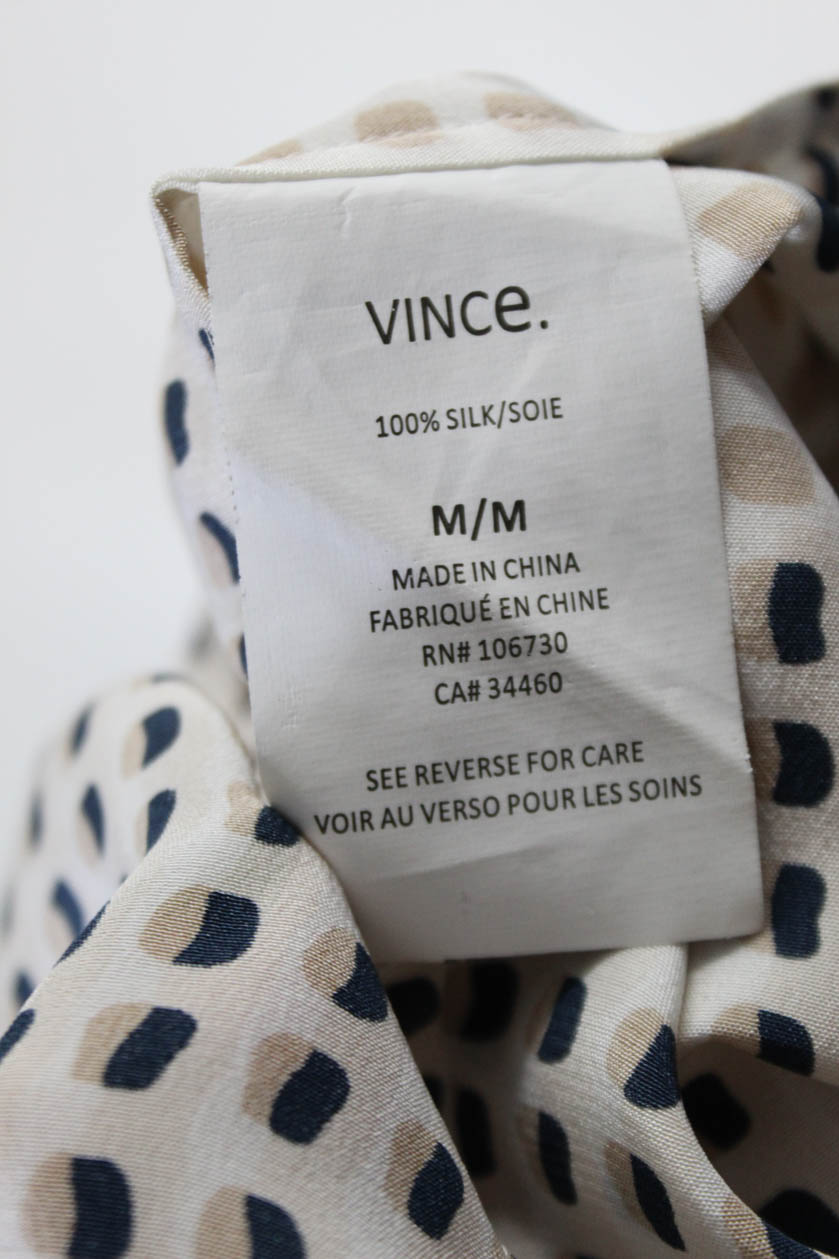 VINCe.
100% SILK/SOIE
M/M
MADE IN CHINA
FABRIQUÉ EN CHINE
RN# 106730
CA# 34460
SEE REVERSE FOR CARE
VOIR AU VERSO POUR LES SOINS